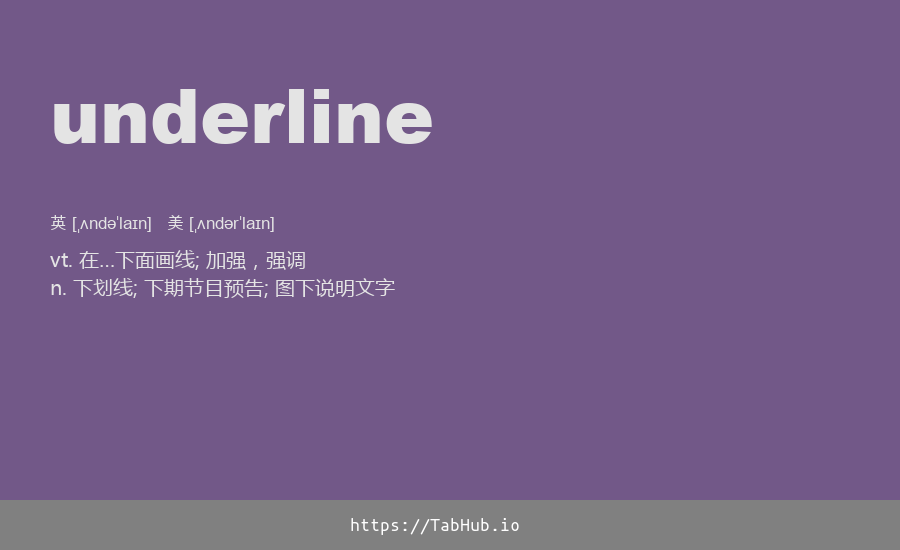 underline
英 [ˌʌndəˈlaɪn]   美 [ˌʌndərˈlaɪn]
vt. 在...下面画线; 加强，强调
n. 下划线; 下期节目预告; 图下说明文字
https://TabHub.io